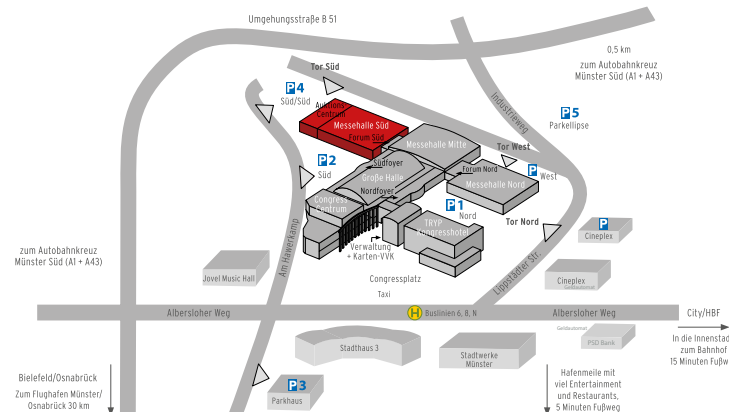 Umgehungsstraße B 51
0,5 km
zum Autobahnkreuz
Münster Süd (A1 + A43)
Tor Süd
P4
Süd/Süd
Auktions-
Centrum
Messehalle Süd
Forum Süd
Industrieweg
P5
Parkellipse
Messehalle Mitte
Tor West
P2
Süd
Südfoyer
Große Halle
Nordfoyer
Forum Nord
P
West
Messehalle Nord
Congress
Centrum
P1
Nord
TRYP
Kongresshotel
Tor Nord
P
Cineplex
Verwaltung
+ Karten-VVK
Am Hawerkamp
Lippstädter Str.
zum Autobahnkreuz
Münster Süd (A1 + A43)
Jovel Music Hall
Congressplatz
Cineplex
Geldautomat
Taxi
Albersloher Weg
H
Buslinien 6, 8, N
Albersloher Weg
City/HBF
Geldautomat
PSD Bank
In die Innenstad
zum Bahnhof
15 Minuten Fußw
Stadthaus 3
Stadtwerke
Münster
Bielefeld/Osnabrück
Zum Flughafen Münster/
Osnabrück 30 km
P3
Parkhaus
Hafenmeile mit
viel Entertainment
und Restaurants,
5 Minuten Fußweg